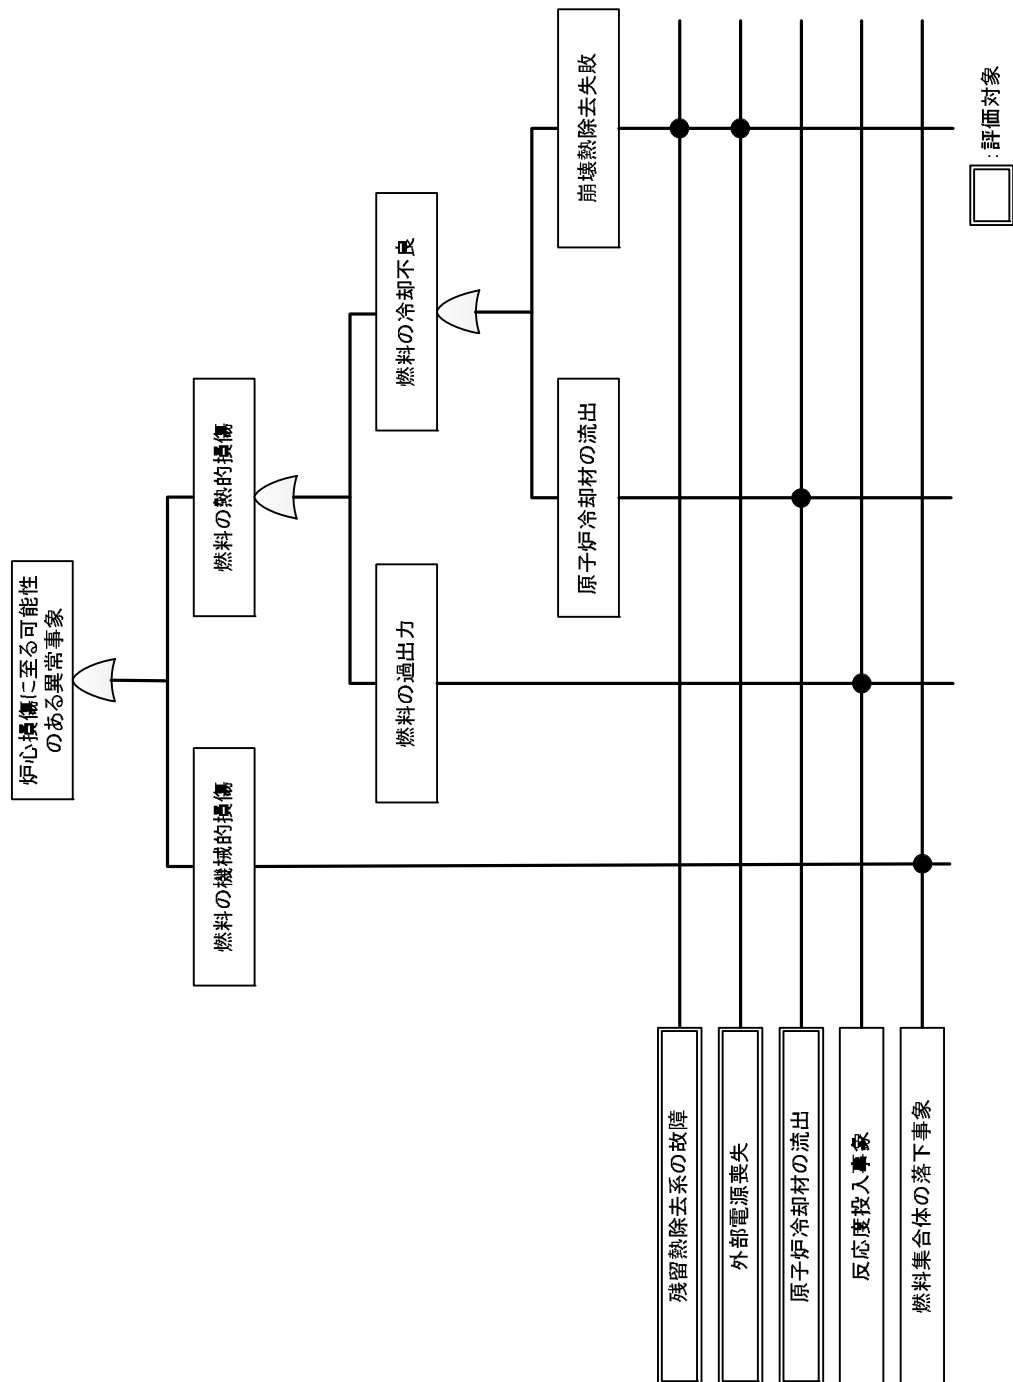 炉心損傷に至る可能性
のある異常事象
燃料の機械的損傷
燃料の熱的損傷
燃料の過出力
燃料の冷却不良
原子炉冷却材の流出
崩壊熱除去失敗
残留熱除去系の故障
外部電源喪失
原子炉冷却材の流出
反応度投入事象
燃料集合体の落下事象
：評価対象